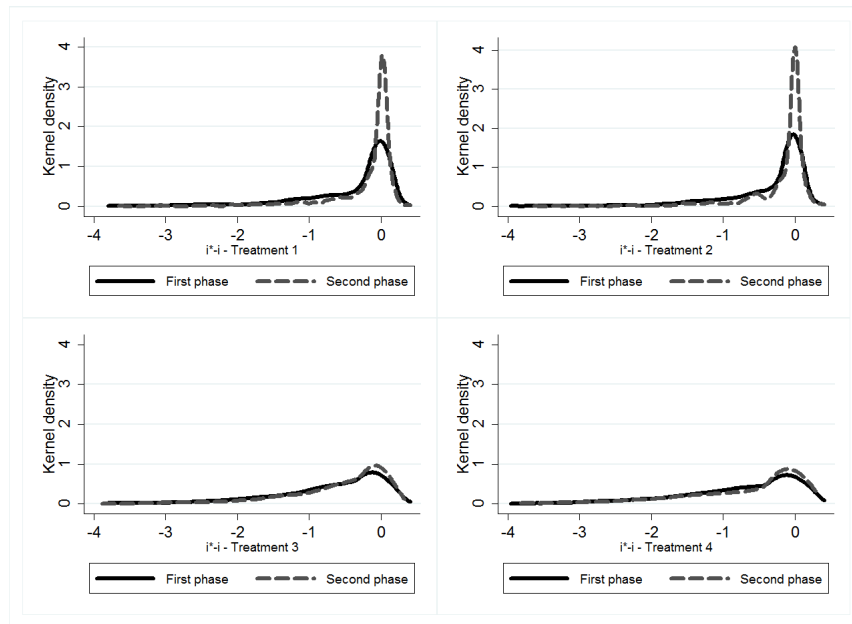 Kernel density
4
3
2
1
0
-4 -3 -2 -1 0
i*-i - Treatment 1
First phase Second phase
Kernel density
4
3
2
1
0
-4 -3 -2 -1 0
i*-i - Treatment 2
First phase Second phase
Kernel density
4
3
2
1
0
-4 -3 -2 -1 0
i*-i - Treatment 3
First phase Second phase
Kernel density
4
3
2
1
0
-4 -3 -2 -1 0
i*-i - Treatment 4
First phase Second phase